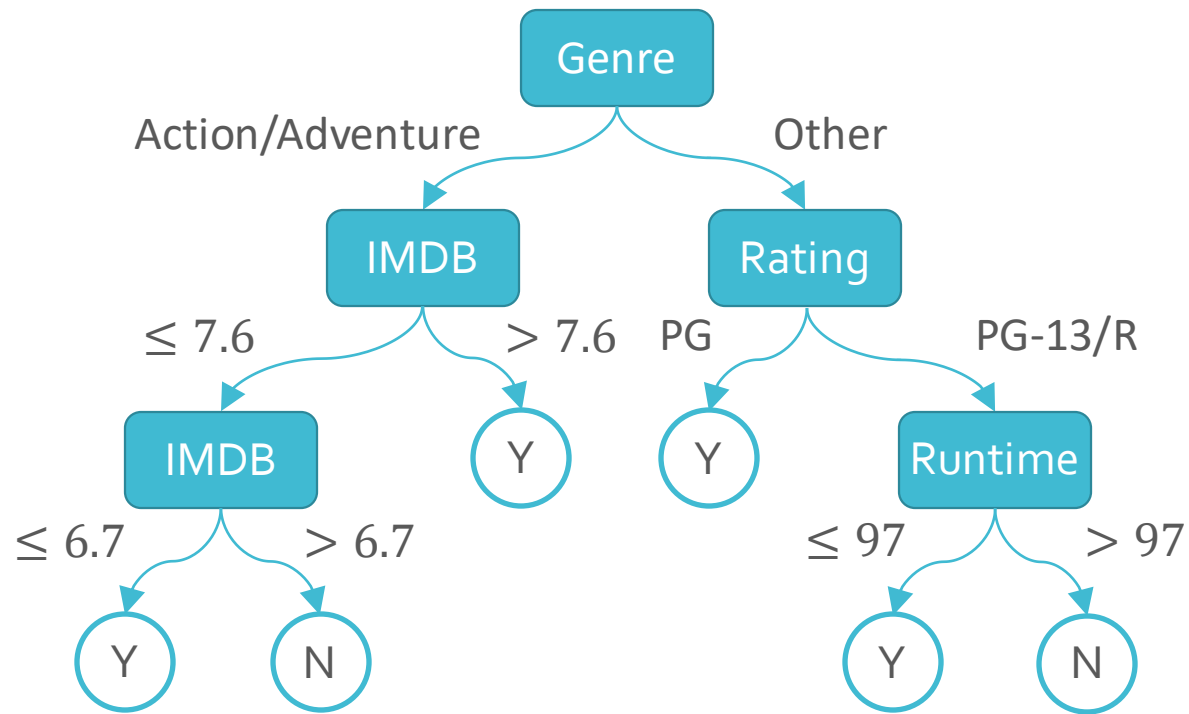 Genre
Action/Adventure
Other
IMDB
Rating
≤ 7.6
> 7.6
PG
PG-13/R
IMDB
Y
Y
Runtime
≤ 6.7
> 6.7
≤ 97
> 97
Y
N
Y
N